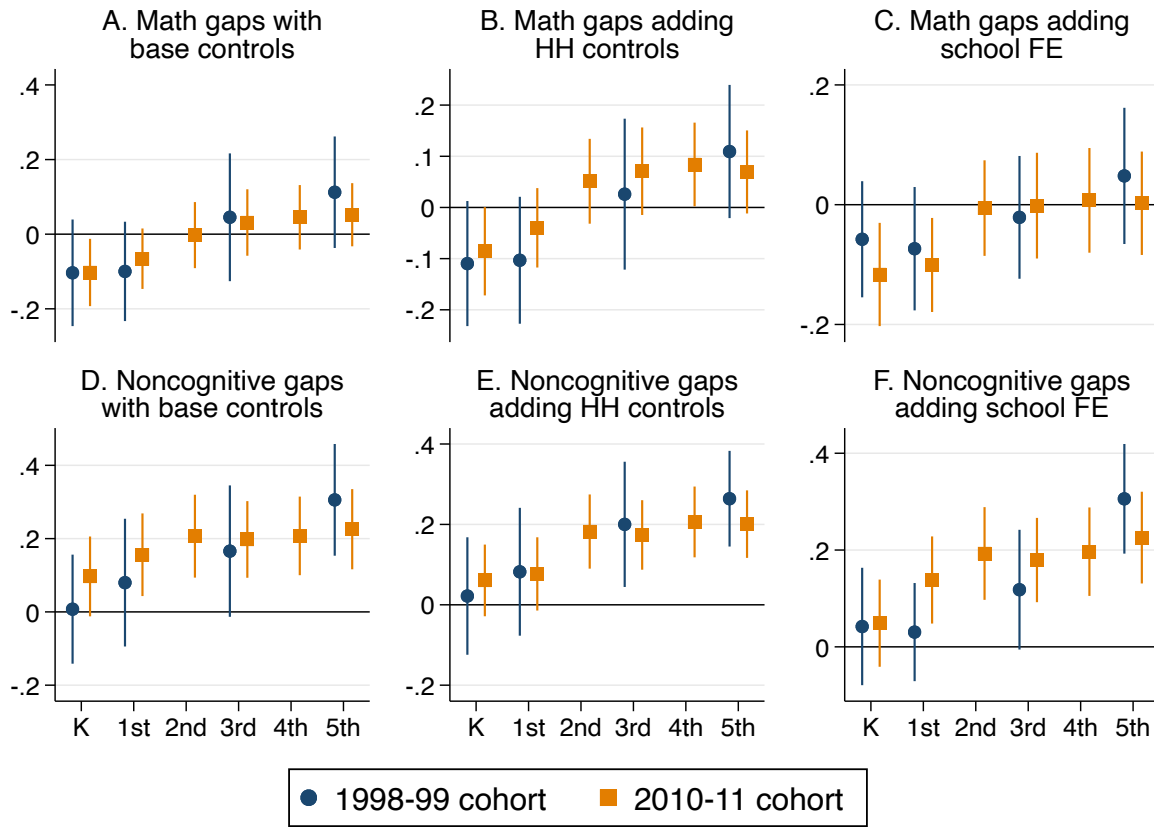 A. Math gaps with
base controls
B. Math gaps adding
HH controls
C. Math gaps adding
school FE
.4
.2
0
-.2
.2
.1
0
-.1
-.2
.2
0
-.2
D. Noncognitive gaps
with base controls
E. Noncognitive gaps
adding HH controls
F. Noncognitive gaps
adding school FE
.4
.2
0
-.2
.4
.2
0
-.2
.4
.2
0
K 1st 2nd 3rd 4th 5th
K 1st 2nd 3rd 4th 5th
K 1st 2nd 3rd 4th 5th
1998-99 cohort 2010-11 cohort